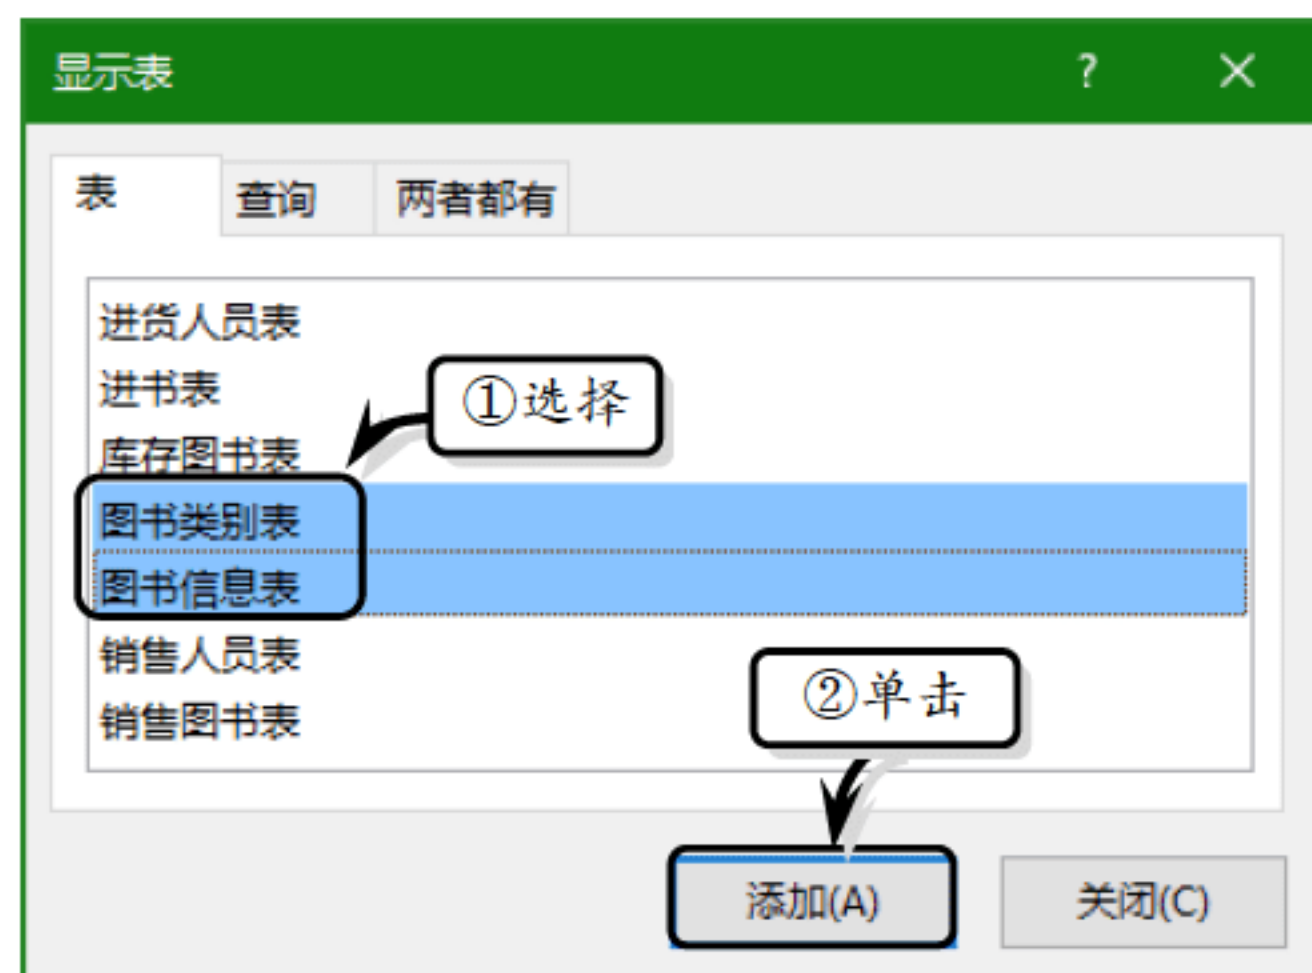 显示表
?
表 查询 两者都有
进货人员表
进书表
①选择
库存图书表
图书类别表
图书信息表
销售人员表
②单击
销售图书表
添加(A) 关闭(C)